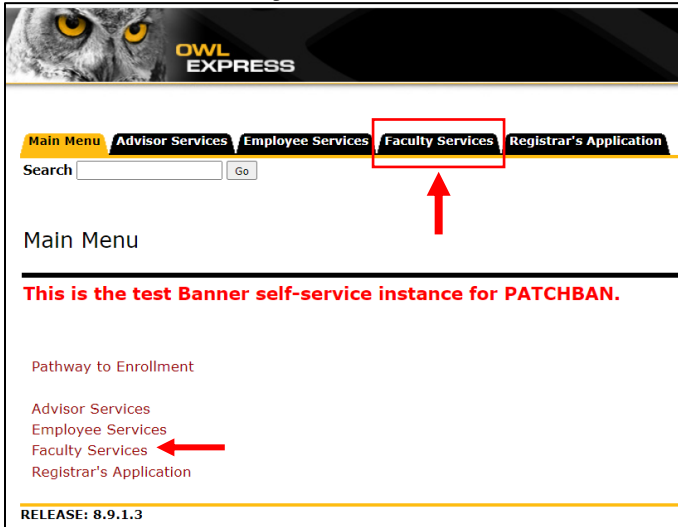 OWL
EXPRESS
Main Menu Advisor Services Employee Services Faculty Services Registrar's Application
Search Go
Main Menu
This is the test Banner self-service instance for PATCHBAN.
Pathway to Enrollment
Advisor Services
Employee Services
Faculty Services
Registrar's Application
RELEASE: 8.9.1.3